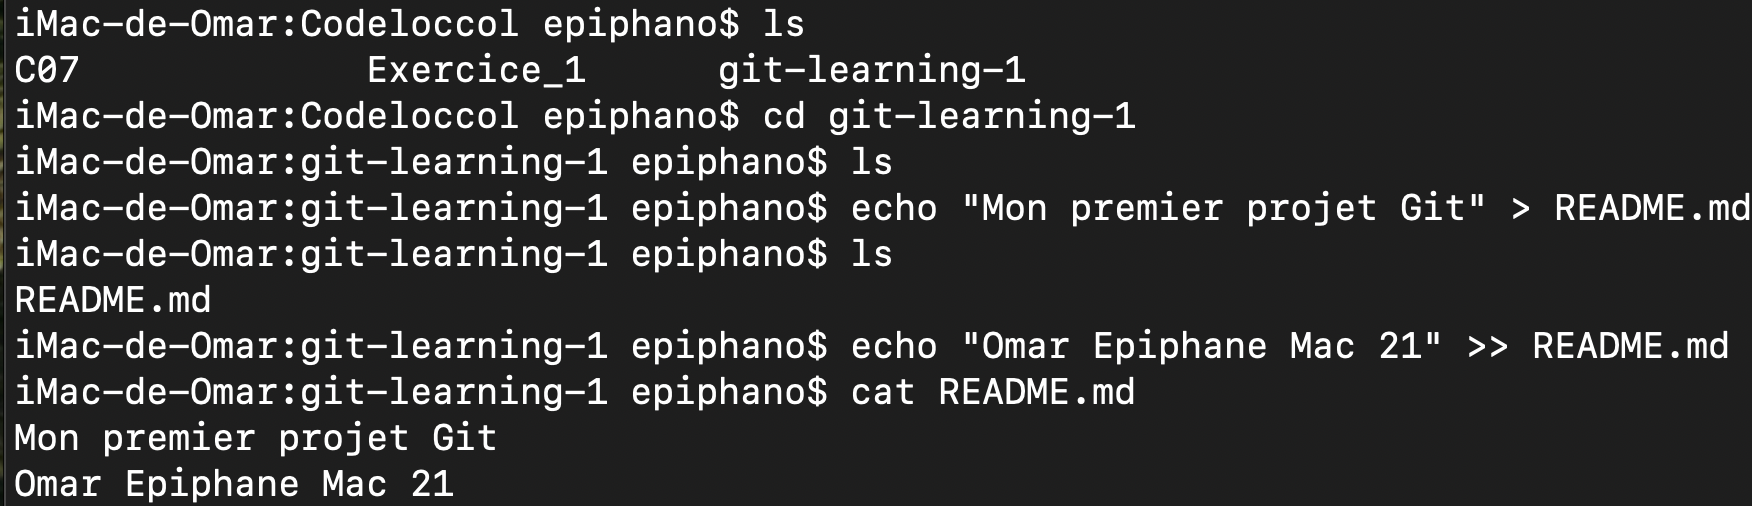 iMac-de-Omar:Codeloccol epiphano$ ls
C07 Exercice_1 git-learning-1
iMac-de-Omar:Codeloccol epiphano$ cd git-learning-1
iMac-de-Omar:git-learning-1 epiphano$ ls
iMac-de-Omar:git-learning-1 epiphano$ echo "Mon premier projet Git" > README.md
iMac-de-Omar:git-learning-1 epiphano$ ls
README.md
iMac-de-Omar:git-learning-1 epiphano$ echo "Omar Epiphane Mac 21" >> README.md
iMac-de-Omar:git-learning-1 epiphano$ cat README.md
Mon premier projet Git
Omar Epiphane Mac 21